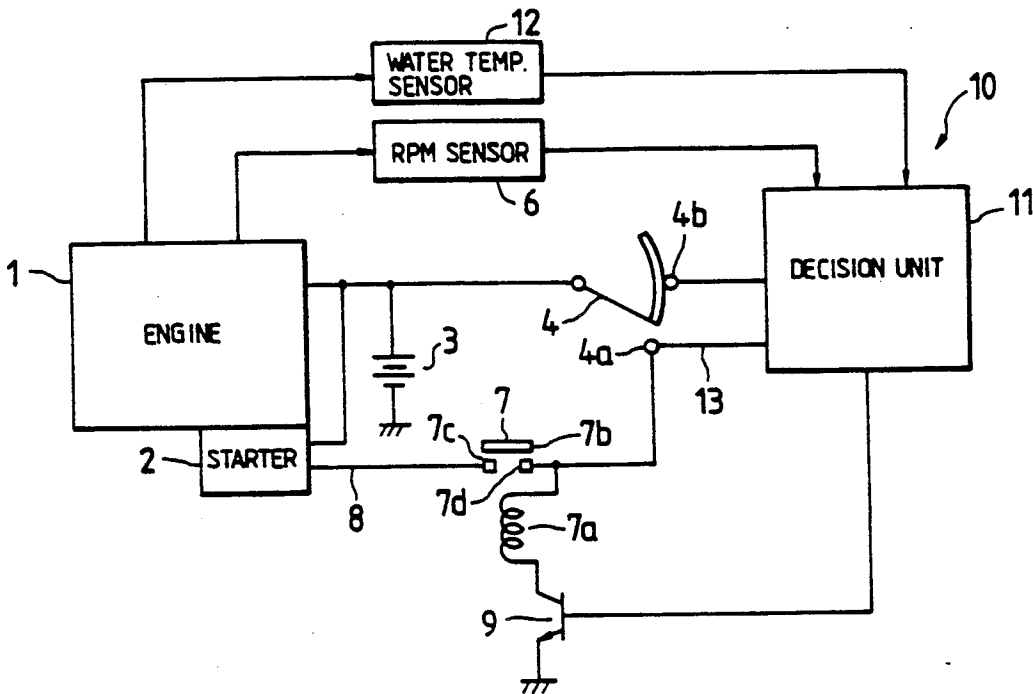 12
WATER TEMP.
SENSOR
10
RPM SENSOR
6
11
1
4b
DECISION UNIT
4
ENGINE
3
4a
13
7
7c
7b
2
STARTER
7d
8
7a
9